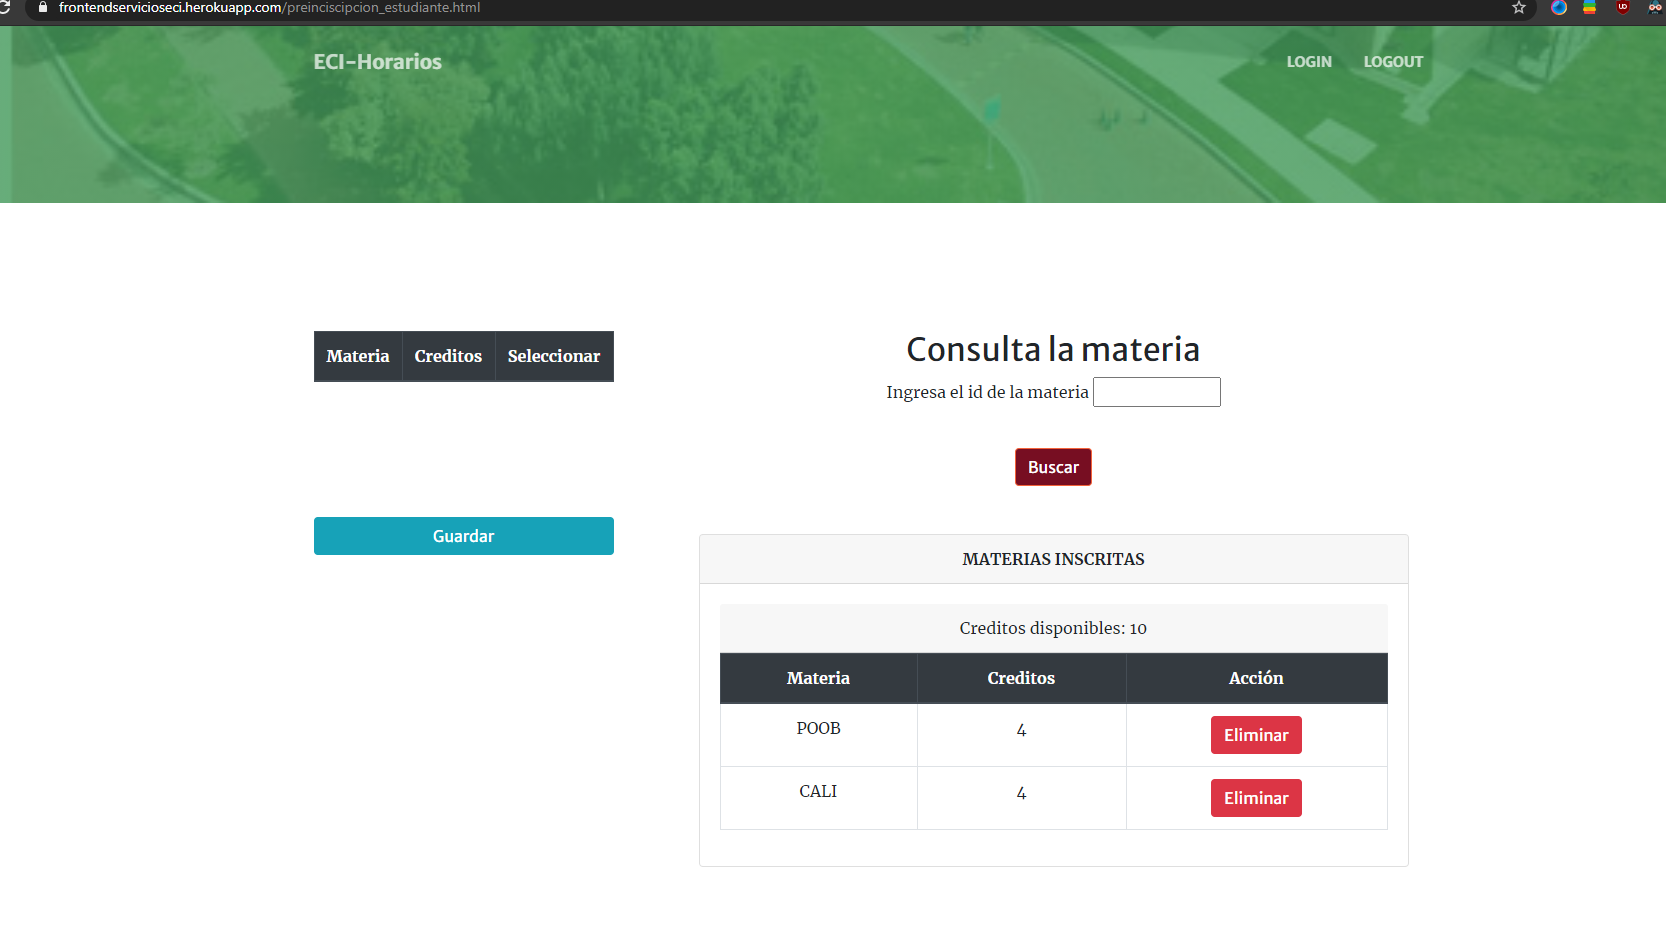 frontendservicioseci.herokuapp.com/preinciscipcion_estudiante.html
ECI-Horarios
LOGIN
LOGOUT
Materia Creditos Seleccionar
Guardar
Consulta la materia
Ingresa el id de la materia
Buscar
MATERIAS INSCRITAS
Creditos disponibles: 10
Materia Creditos Acción
POOB 4 Eliminar
CALI 4 Eliminar